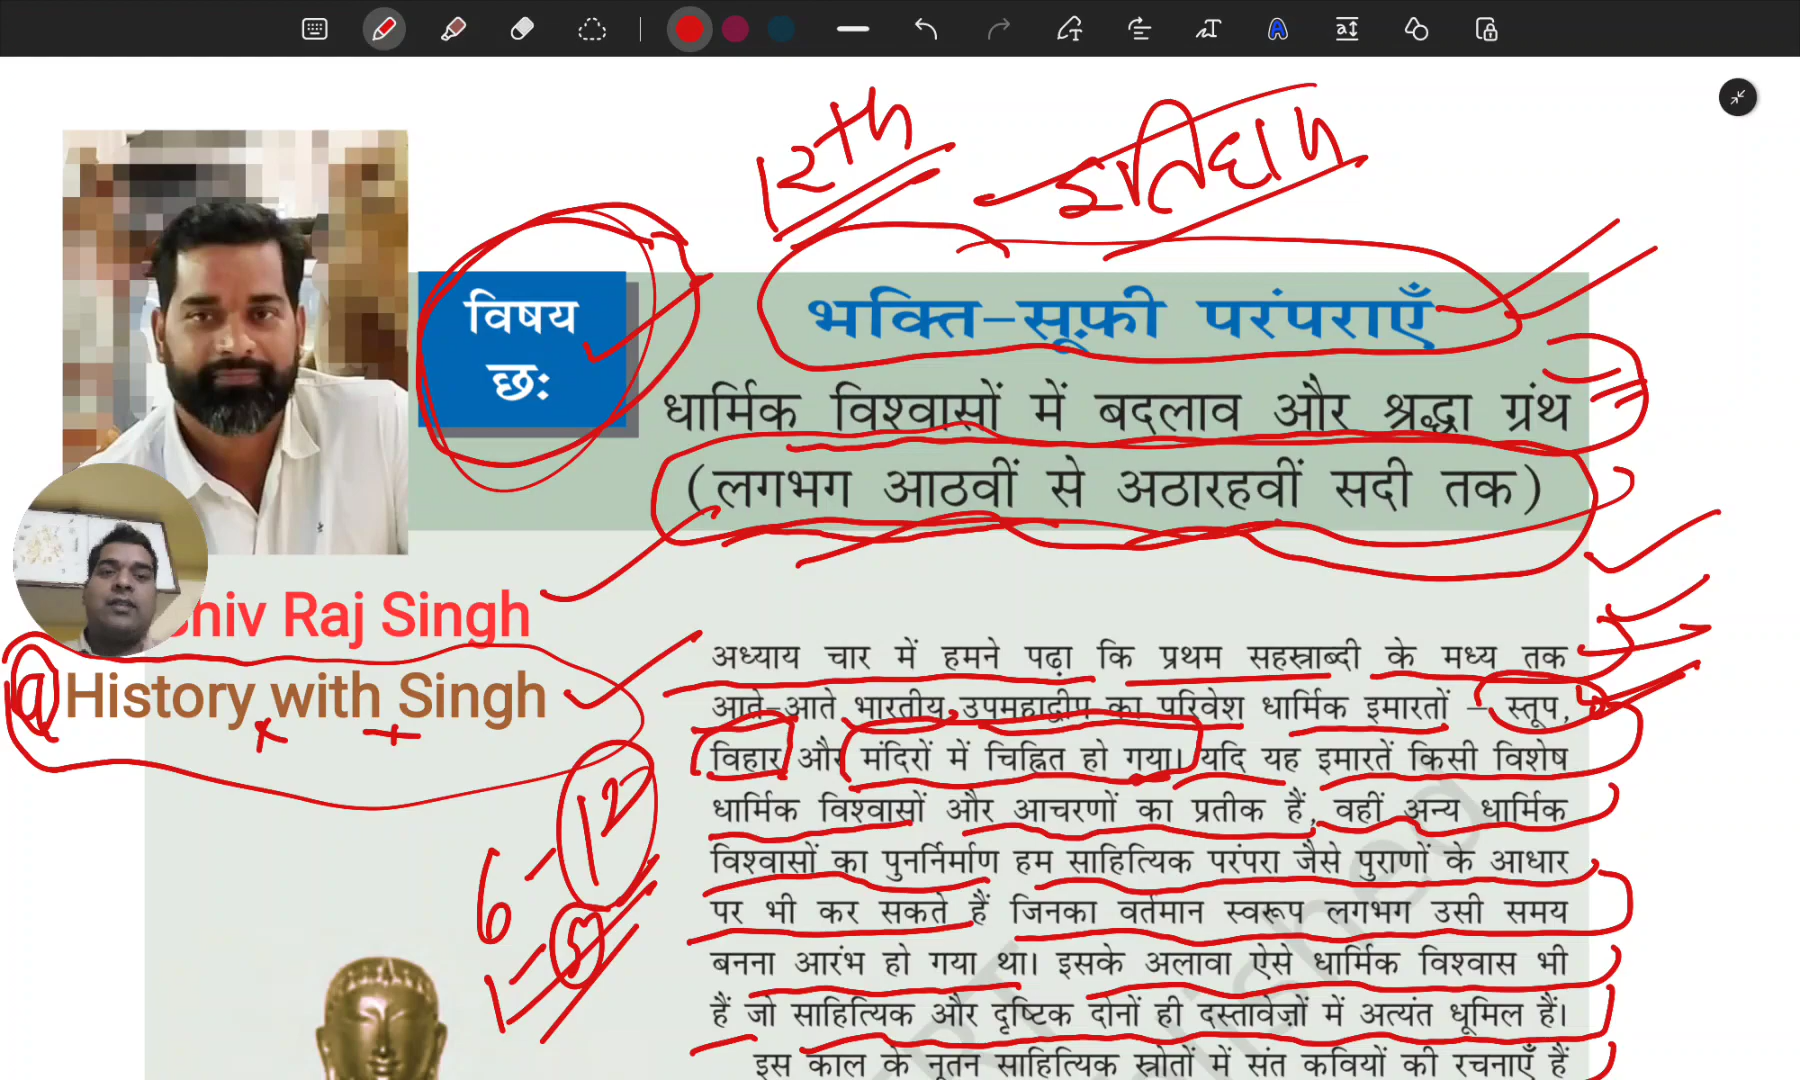 12th इतिहास
विषय
छः
भक्ति-सूफ़ी परंपराएँ
धार्मिक विश्वासों में बदलाव और श्रद्धा ग्रंथ
(लगभग आठवीं से अठारहवीं सदी तक)
Raj Singh
@History with Singh
6-12
1-5
अध्याय चार में हमने पढ़ा कि प्रथम सहस्राब्दी के मध्य तक
आते-आते भारतीय उपमहाद्वीप का परिवेश धार्मिक इमारतों – स्तूप,
विहार और मंदिरों में चिह्नित हो गया। यदि यह इमारतें किसी विशेष
धार्मिक विश्वासों और आचरणों का प्रतीक हैं, वहीं अन्य धार्मिक
विश्वासों का पुनर्निर्माण हम साहित्यिक परंपरा जैसे पुराणों के आधार
पर भी कर सकते हैं जिनका वर्तमान स्वरूप लगभग उसी समय
बनना आरंभ हो गया था। इसके अलावा ऐसे धार्मिक विश्वास भी
हैं जो साहित्यिक और दृष्टिक दोनों ही दस्तावेज़ों में अत्यंत धूमिल हैं।
इस काल के नूतन साहित्यिक स्रोतों में संत कवियों की रचनाएँ हैं